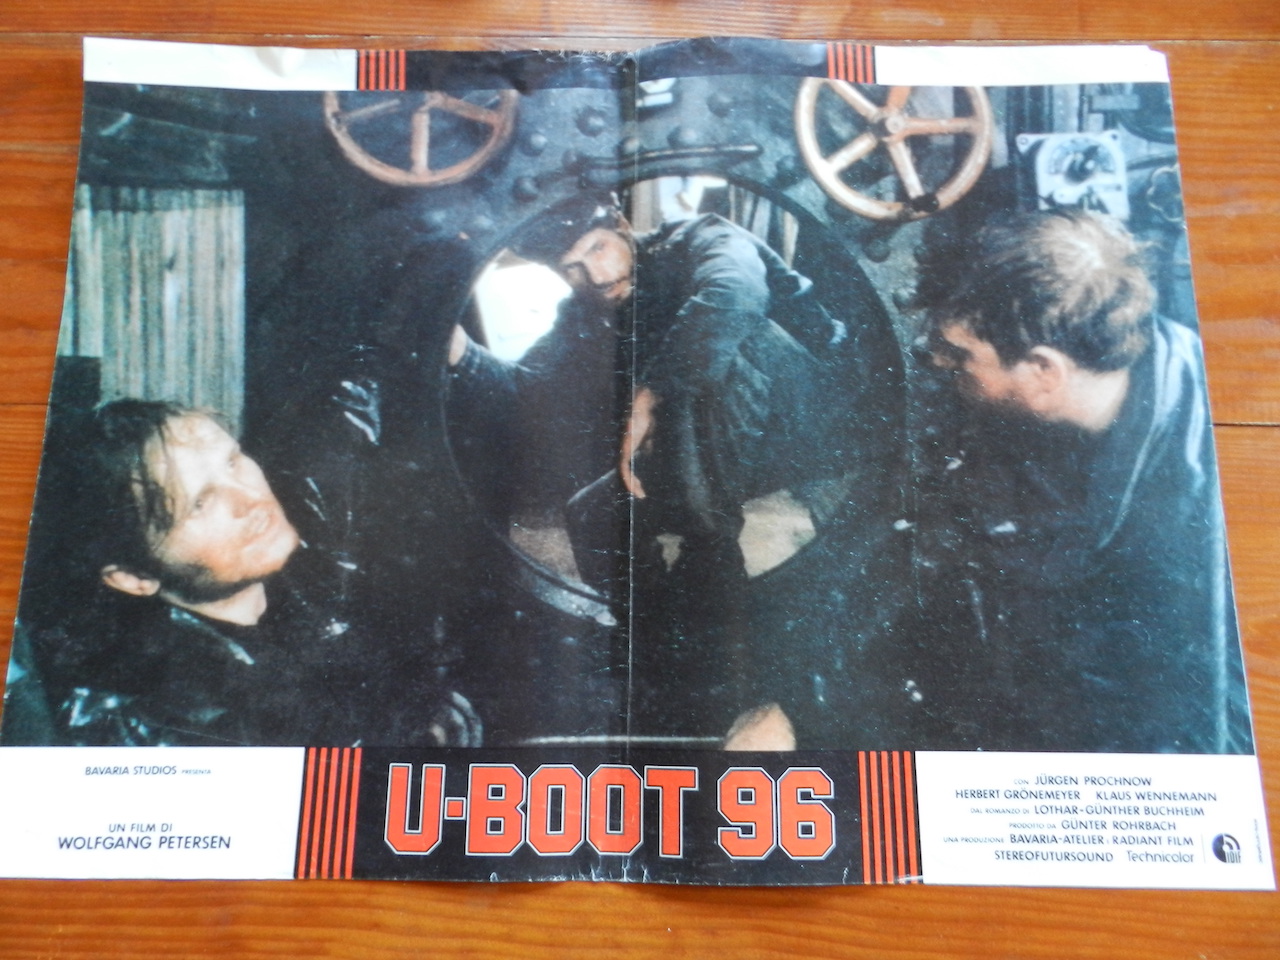 BAVARIA STUDIOS PRESENTA
UN FILM DI
WOLFGANG PETERSEN
U-BOOT 96
CON JÜRGEN PROCHNOW
HERBERT GRÖNEMEYER KLAUS WENNEMANN
DAL ROMANZO DI LOTHAR-GÜNTHER BUCHHEIM
PRODOTTO DA GÜNTER ROHRBACH
UNA PRODUZIONE BAVARIA-ATELIER E RADIANT FILM
STEREOFUTURSOUND Technicolor
IDIF